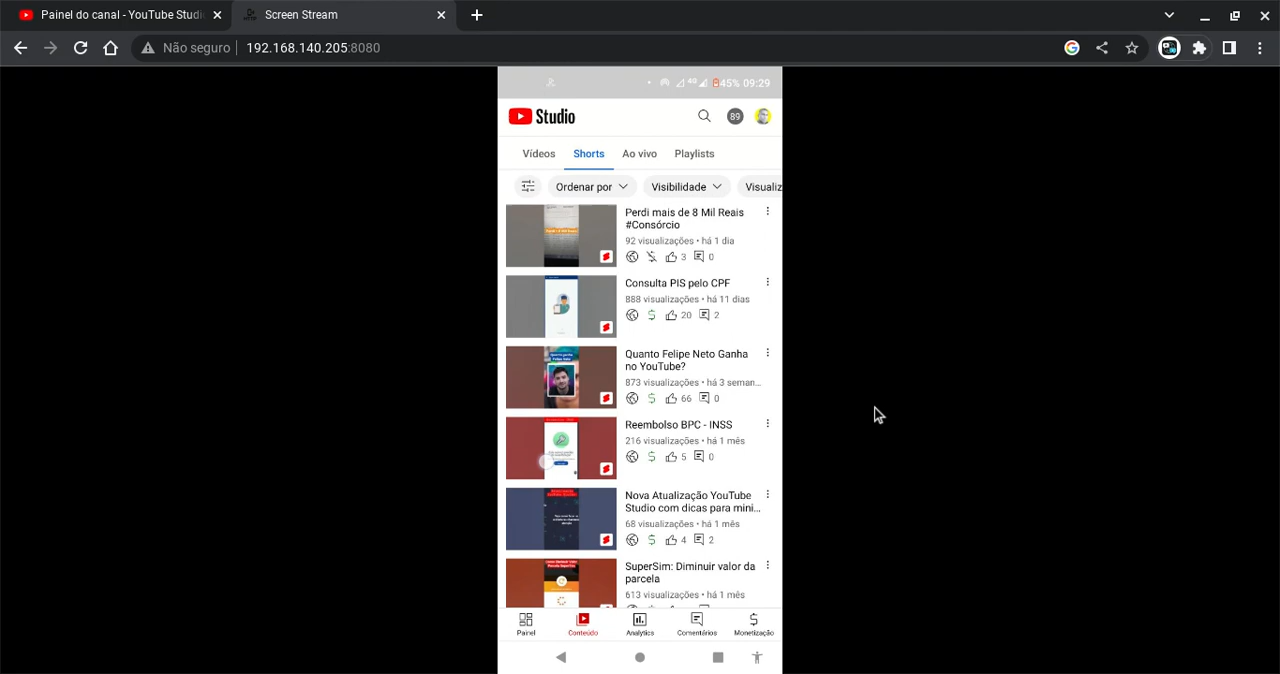 Painel do canal - YouTube Studi
Screen Stream
Não seguro
192.168.140.205:8080
4G 45% 09:29
Studio
89
Vídeos Shorts Ao vivo Playlists
Ordenar por Visibilidade Visualiz
Perdi mais de 8 Mil Reais
#Consórcio
92 visualizações • há 1 dia
3 0
Consulta PIS pelo CPF
888 visualizações • há 11 dias
20 2
Quanto Felipe Neto Ganha
no YouTube?
873 visualizações • há 3 seman...
66 0
Reembolso BPC - INSS
216 visualizações • há 1 mês
5 0
Nova Atualização YouTube
Studio com dicas para mini...
68 visualizações • há 1 mês
4 2
SuperSim: Diminuir valor da
parcela
613 visualizações • há 1 mês
Painel Conteúdo Analytics Comentários Monetização